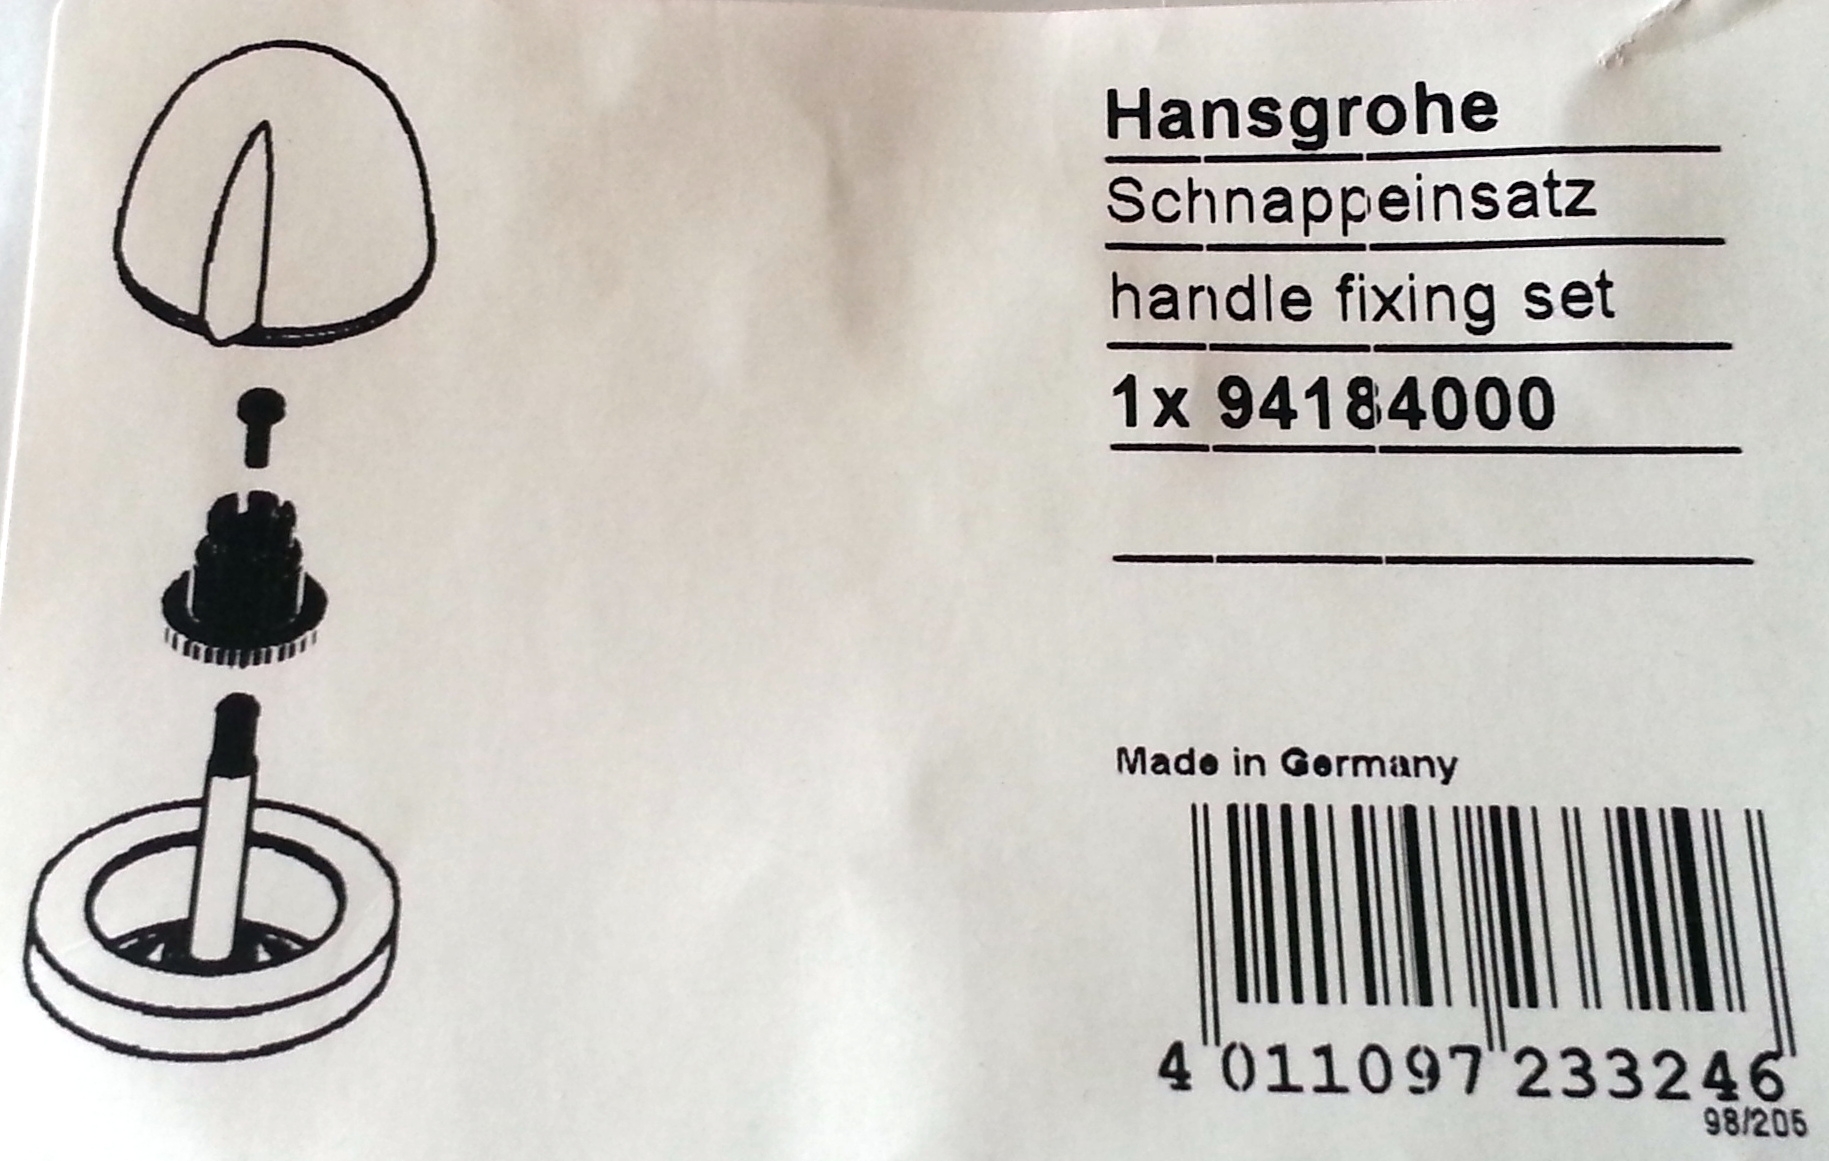 Hansgrohe
Schnappeinsatz
handle fixing set
1x 94184000
Made in Germany
4 011097 233246
98/205